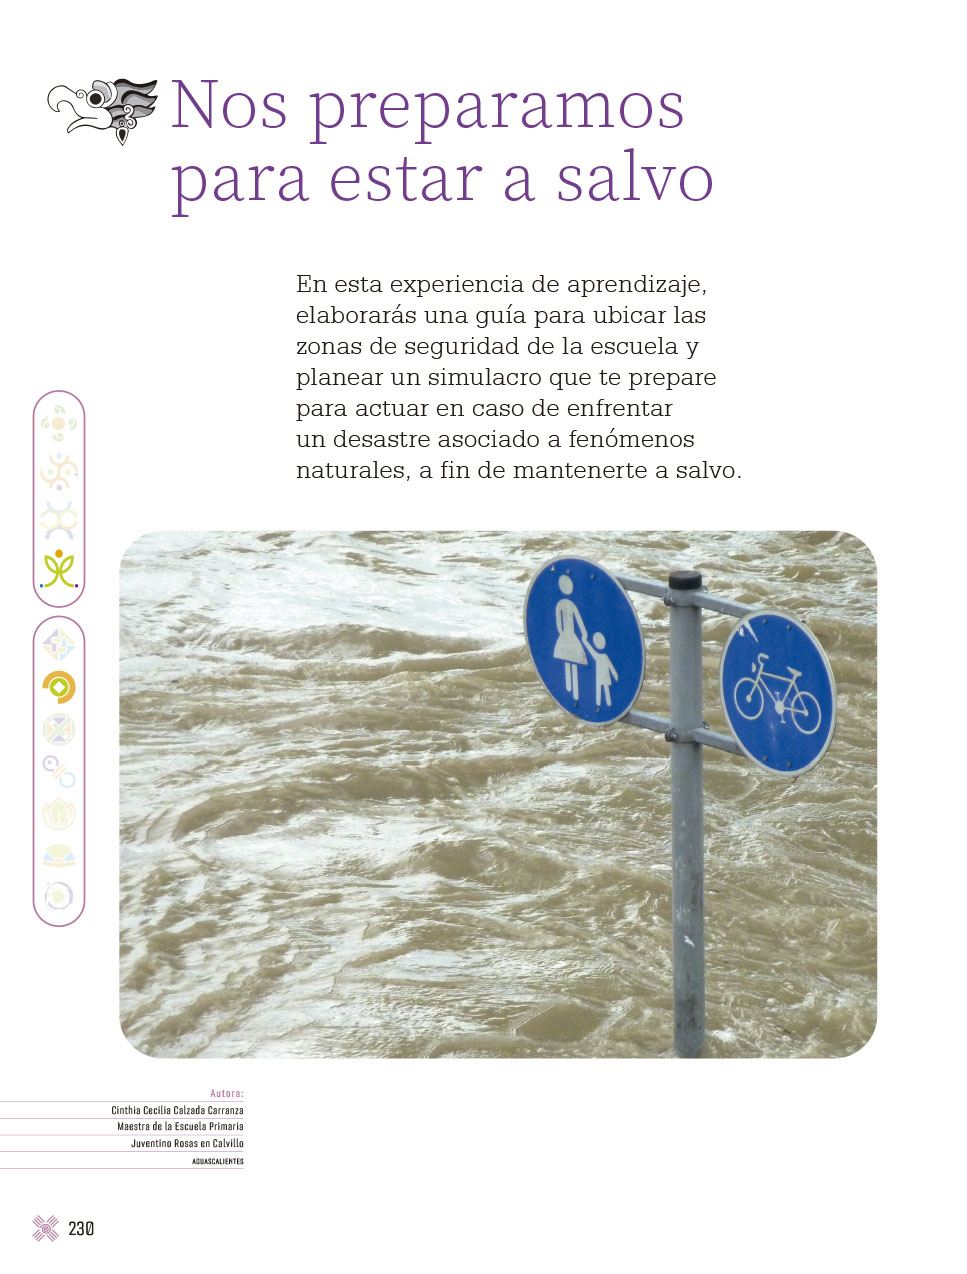 Nos preparamos
para estar a salvo
En esta experiencia de aprendizaje,
elaborarás una guía para ubicar las
zonas de seguridad de la escuela y
planear un simulacro que te prepare
para actuar en caso de enfrentar
un desastre asociado a fenómenos
naturales, a fin de mantenerte a salvo.
Autora:
Cinthia Cecilia Calzada Carranza
Maestra de la Escuela Primaria
Juventino Rosas en Calvillo
AGUASCALIENTES
230